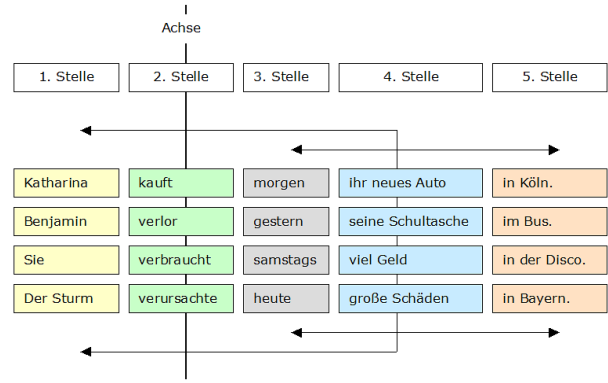 Achse
1. Stelle 2. Stelle 3. Stelle 4. Stelle 5. Stelle
Katharina kauft morgen ihr neues Auto in Köln.
Benjamin verlor gestern seine Schultasche im Bus.
Sie verbraucht samstags viel Geld in der Disco.
Der Sturm verursachte heute große Schäden in Bayern.